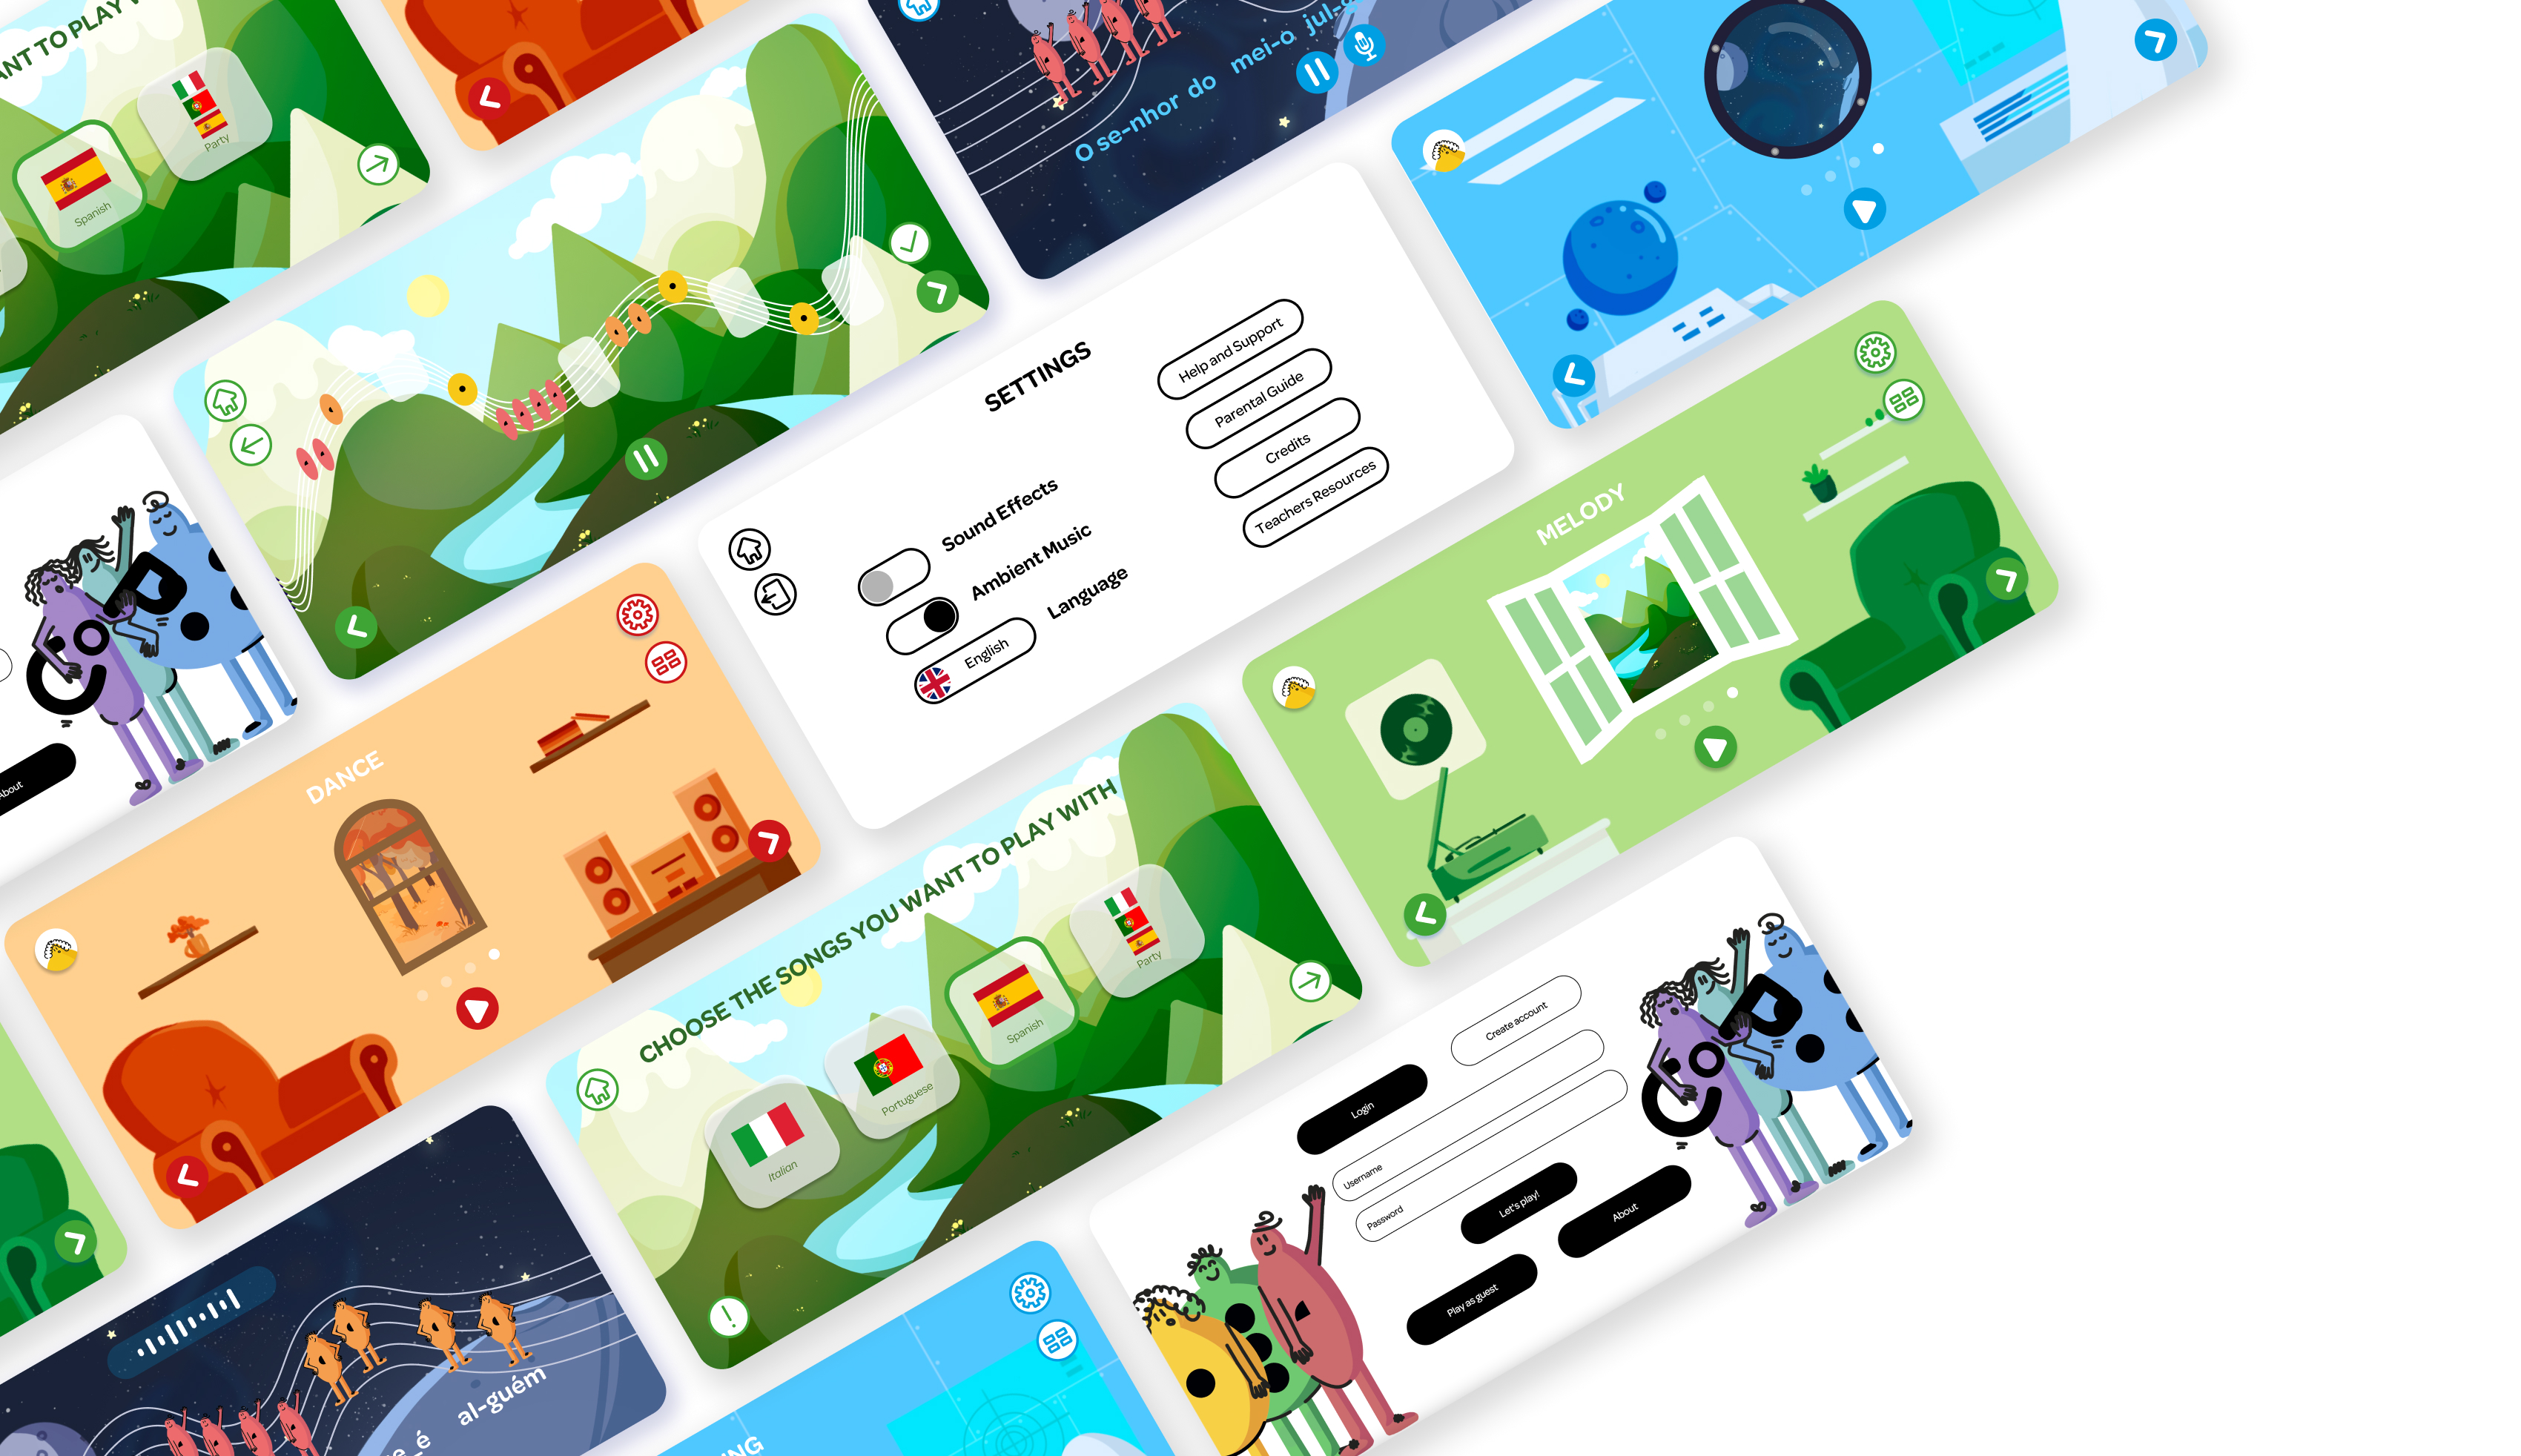 ANT TO PLAY
Spanish
Party
O se-nhor do mei-o jul-
SETTINGS
Sound Effects
Ambient Music
English
Language
Help and Support
Parental Guide
Credits
Teachers Resources
About
DANCE
MELODY
CHOOSE THE SONGS YOU WANT TO PLAY WITH
Italian
Portuguese
Spanish
Party
Login
Create account
Username
Password
Let's play!
Play as guest
About
é al-guém
NG